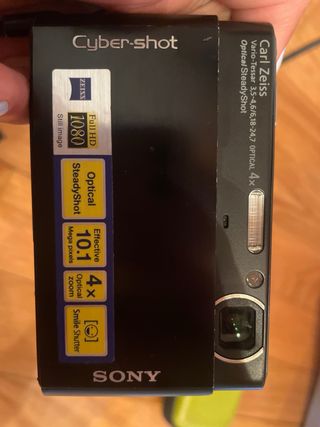 Cyber-shot
ZEISS
Full HD
1080
Still image
Optical
SteadyShot
Effective
10.1
Mega pixels
4x
Optical
zoom
Smile Shutter
SONY
Carl Zeiss
Vario-Tessar 3,5-4,6/6,18-24,7
Optical SteadyShot
OPTICAL 4x